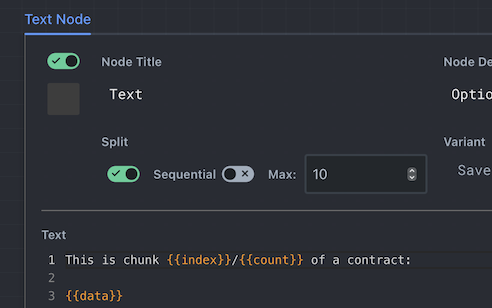 Text Node
Node Title
Node De
Text
Optio
Split
Variant
Sequential
Max:
10
Save
Text
1 This is chunk {{index}}/{{count}} of a contract:
2
3 {{data}}